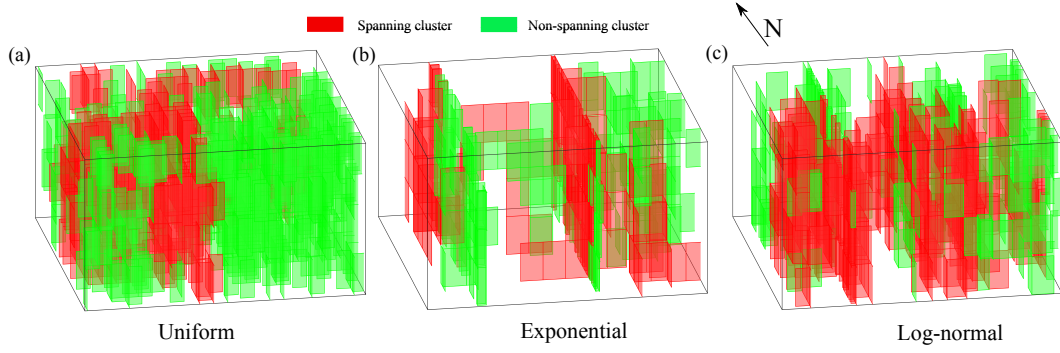 Spanning cluster Non-spanning cluster
N
(a) (b) (c)
Uniform Exponential Log-normal